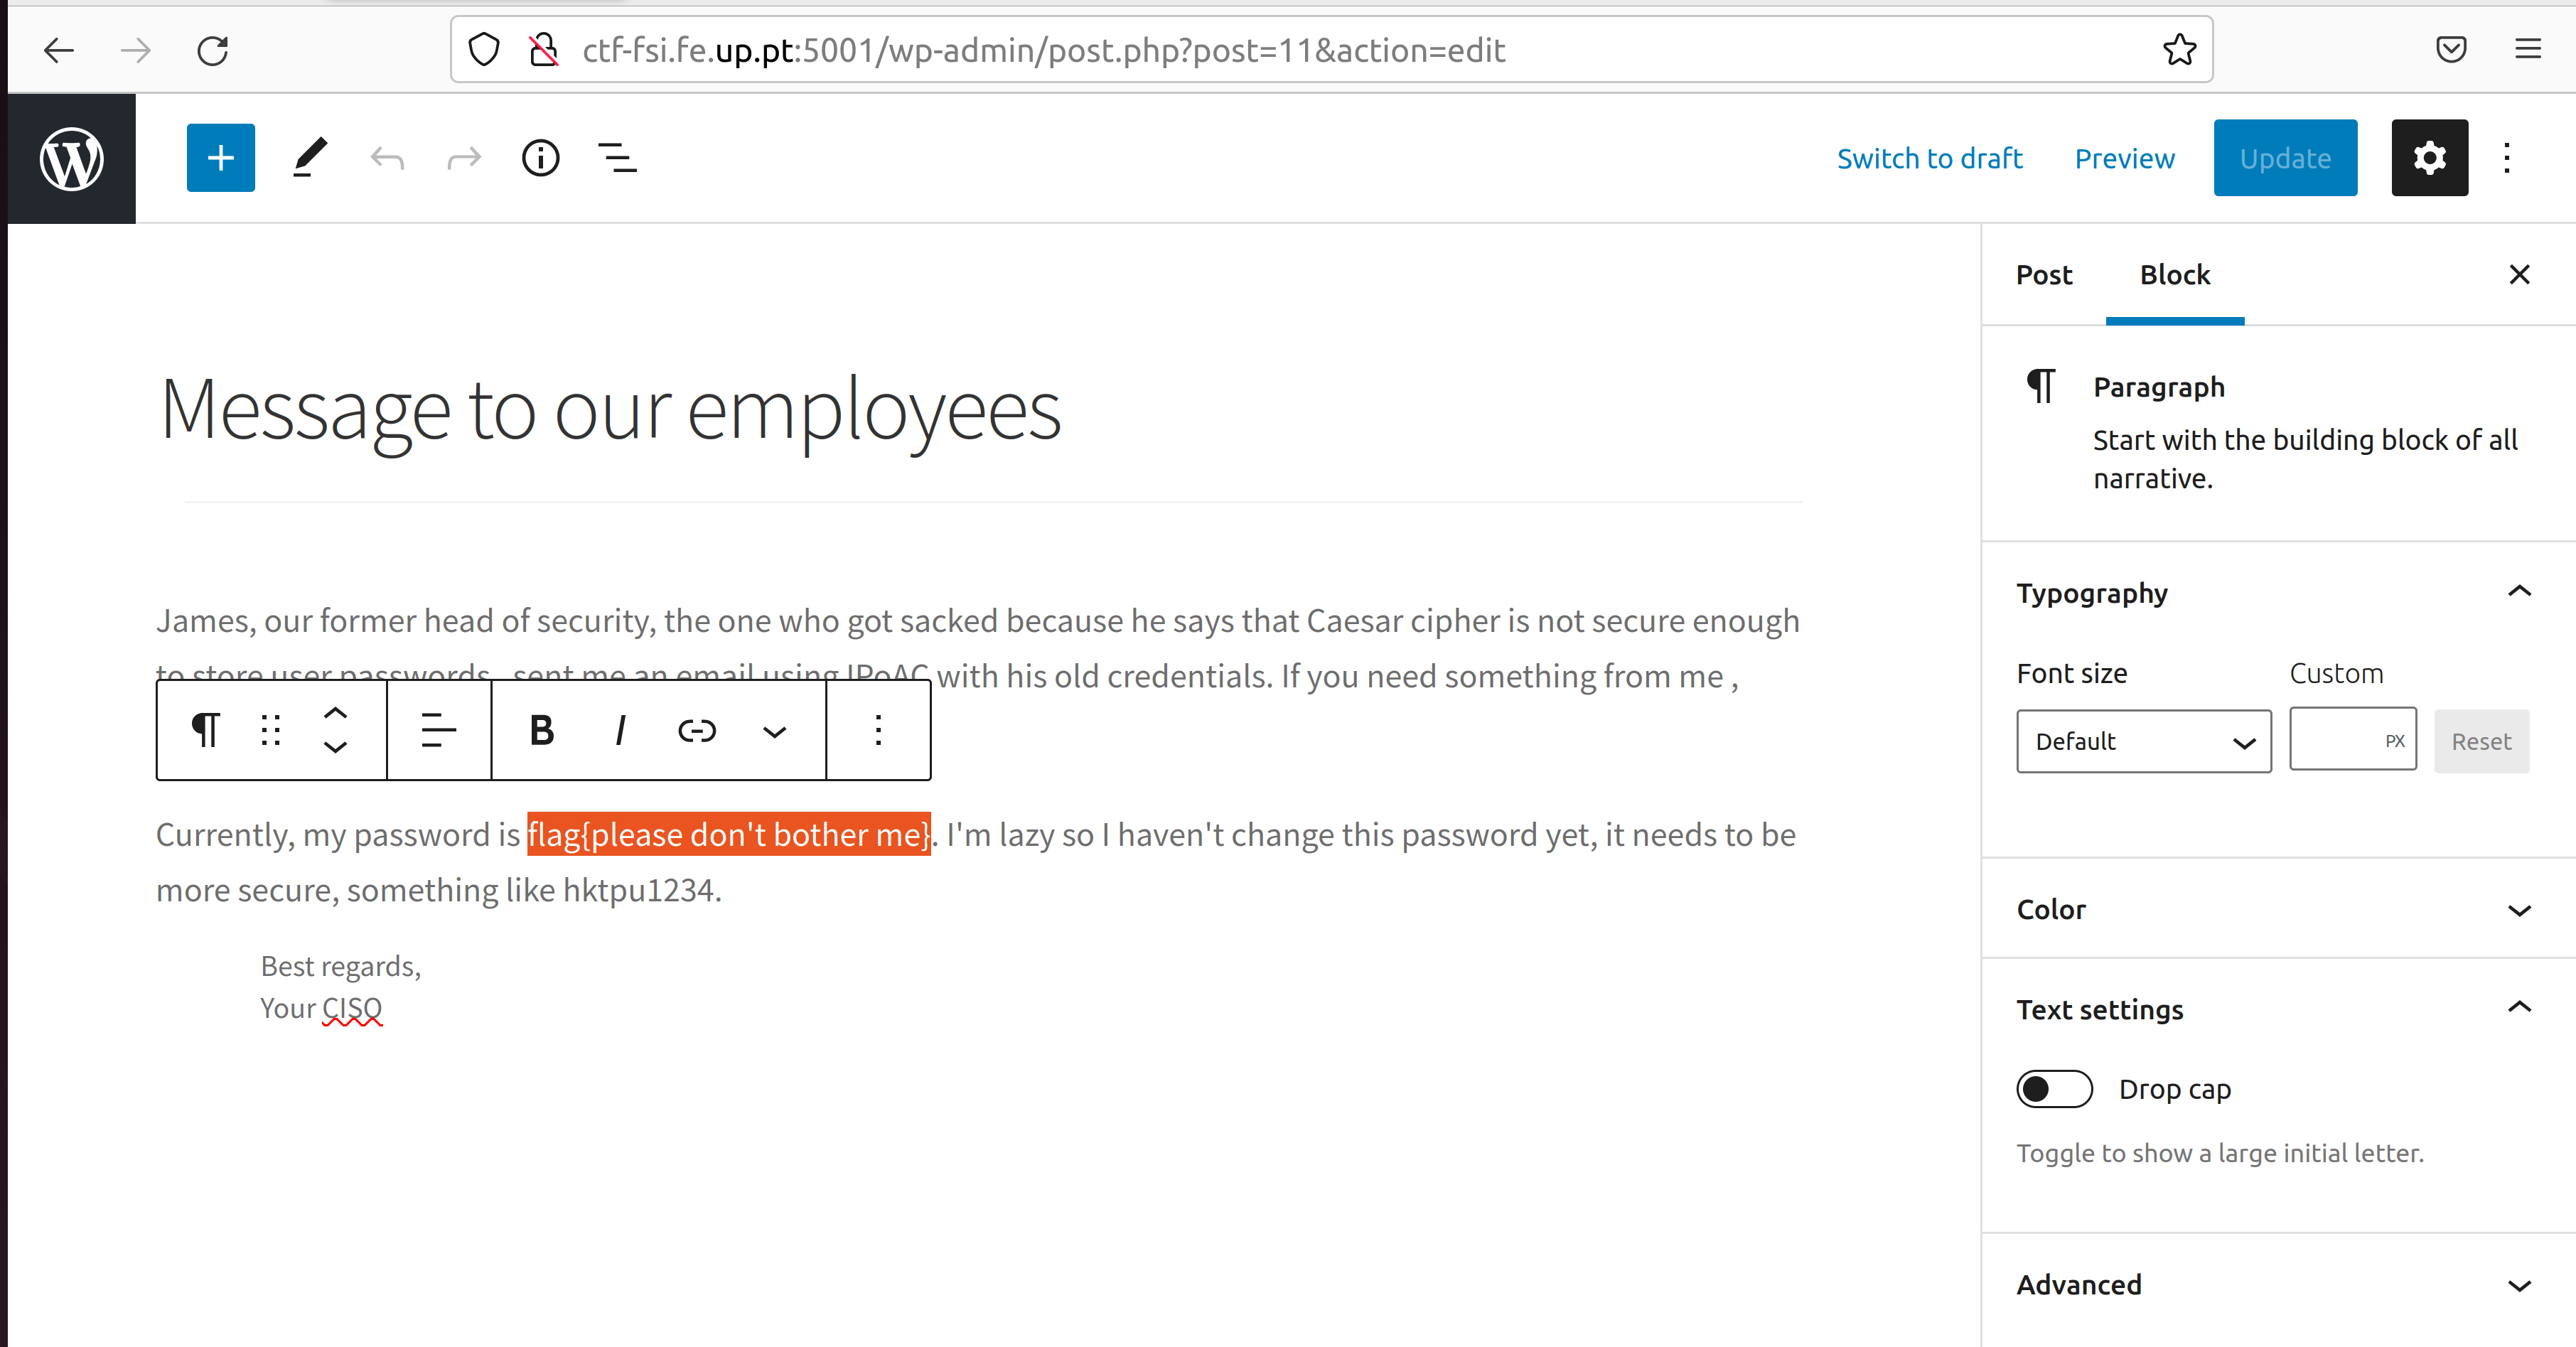 ctf-fsi.fe.up.pt:5001/wp-admin/post.php?post=11&action=edit
Switch to draft
Preview
Update
Post
Block
Message to our employees
Paragraph
Start with the building block of all
narrative.
James, our former head of security, the one who got sacked because he says that Caesar cipher is not secure enough
to store user passwords , sent me an email using IPoAC with his old credentials. If you need something from me ,
Typography
Font size
Custom
Default
PX
Reset
B I
Currently, my password is flag{please don't bother me}. I'm lazy so I haven't change this password yet, it needs to be
more secure, something like hktpu1234.
Best regards,
Your CISO
Color
Text settings
Drop cap
Toggle to show a large initial letter.
Advanced